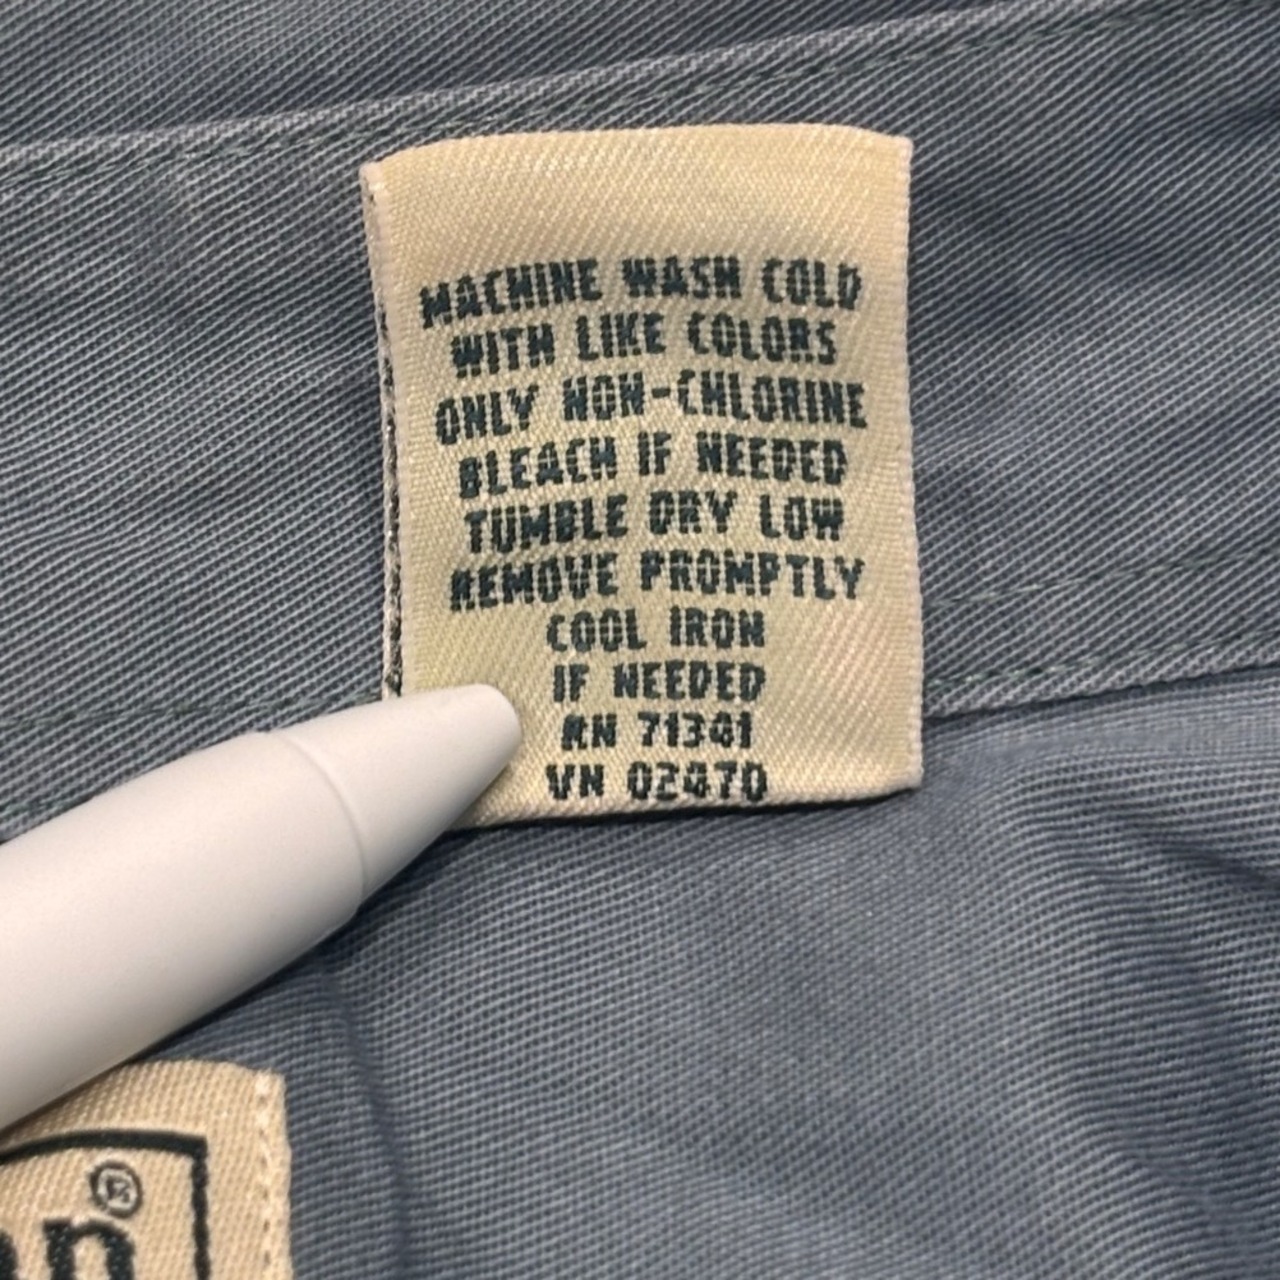 MACHINE WASH COLD
WITH LIKE COLORS
ONLY NON-CHLORINE
BLEACH IF NEEDED
TUMBLE DRY LOW
REMOVE PROMPTLY
COOL IRON
IF NEEDED
RN 71341
VN 02470
®